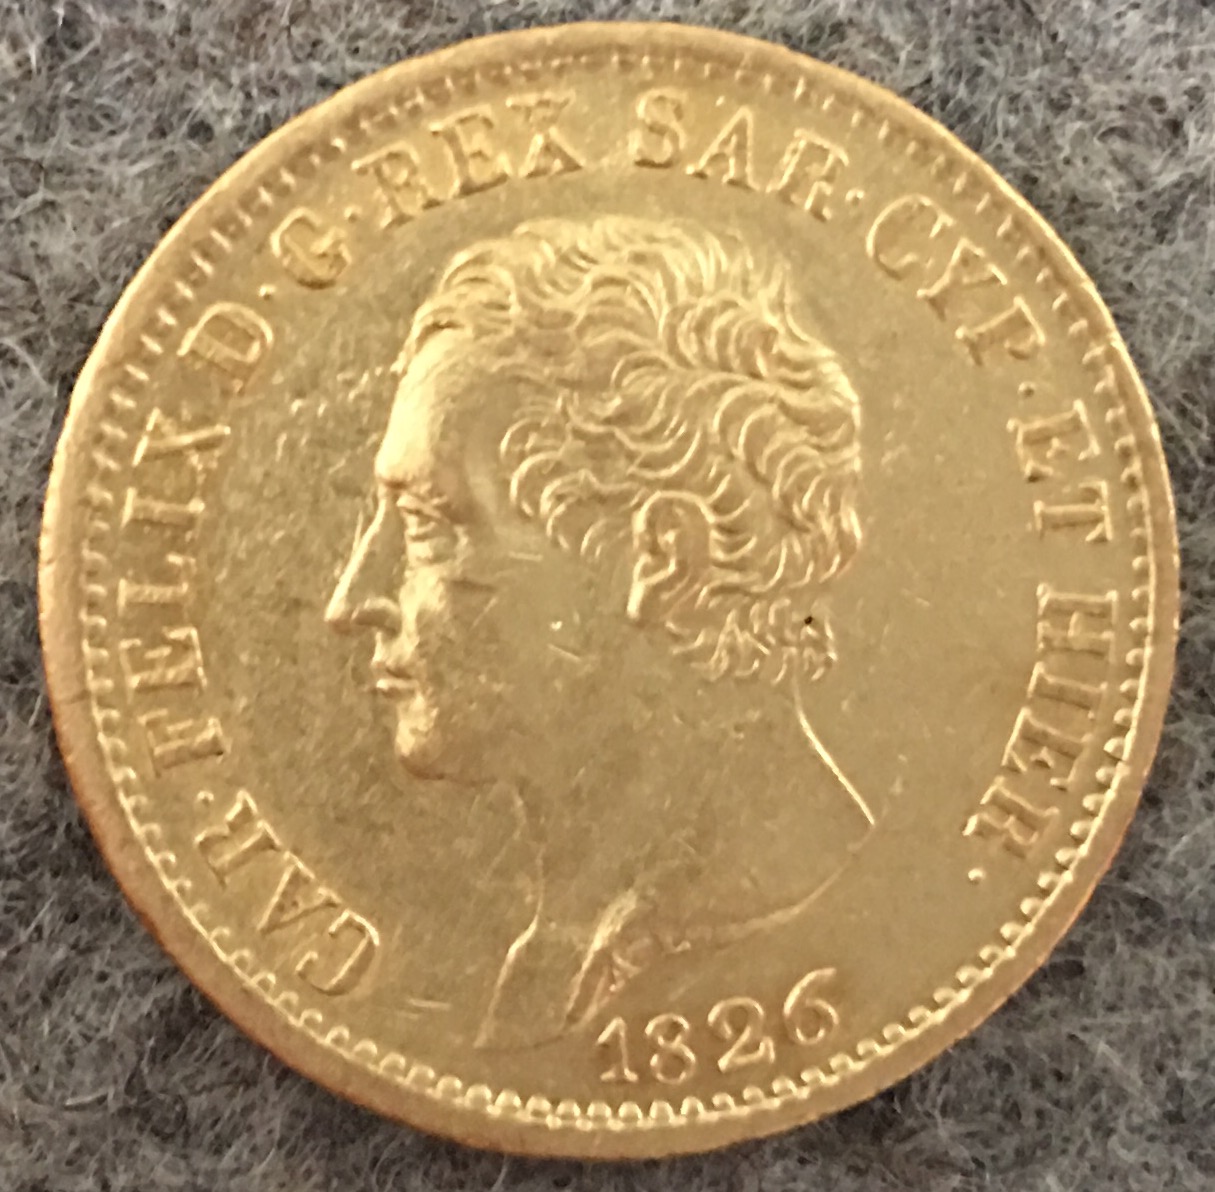 CAR · FELIX D · G · REX SAR · CYP · ET HIER ·
1826